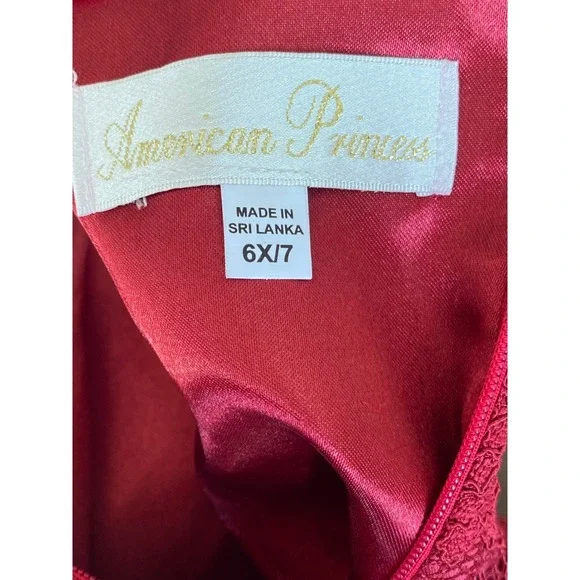 American Princess
MADE IN
SRI LANKA
6X/7